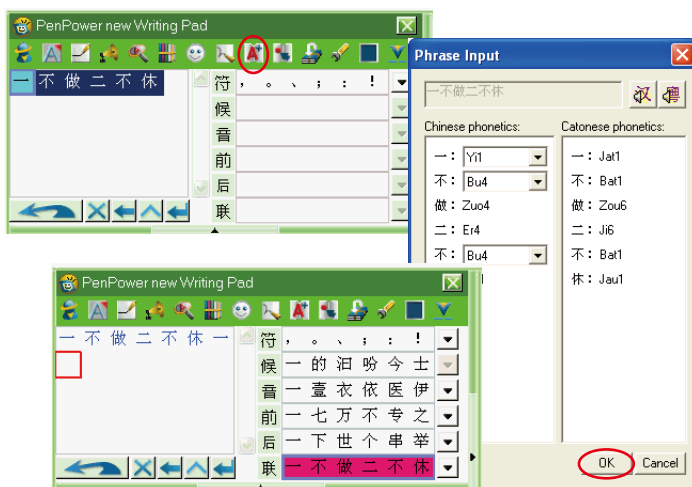 PenPower new Writing Pad
一不做二不休
符 , 。 、 ; : !
候
音
前
后
联
Phrase Input
一不做二不休
汉 粵
Chinese phonetics:
一: Yi1
不: Bu4
做: Zuo4
二: Er4
不: Bu4
1
Catonese phonetics:
一: Jat1
不: Bat1
做: Zou6
二: Ji6
不: Bat1
休: Jau1
OK
Cancel
PenPower new Writing Pad
一不做二不休一
符 , 。 、 ; : !
候 一 的 汩 吩 今 士
音 一 壹 衣 依 医 伊
前 一 七 万 不 专 之
后 一 下 世 个 串 举
联 一 不 做 二 不 休